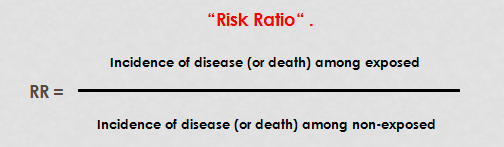 “Risk Ratio“ .
Incidence of disease (or death) among exposed
RR =
Incidence of disease (or death) among non-exposed